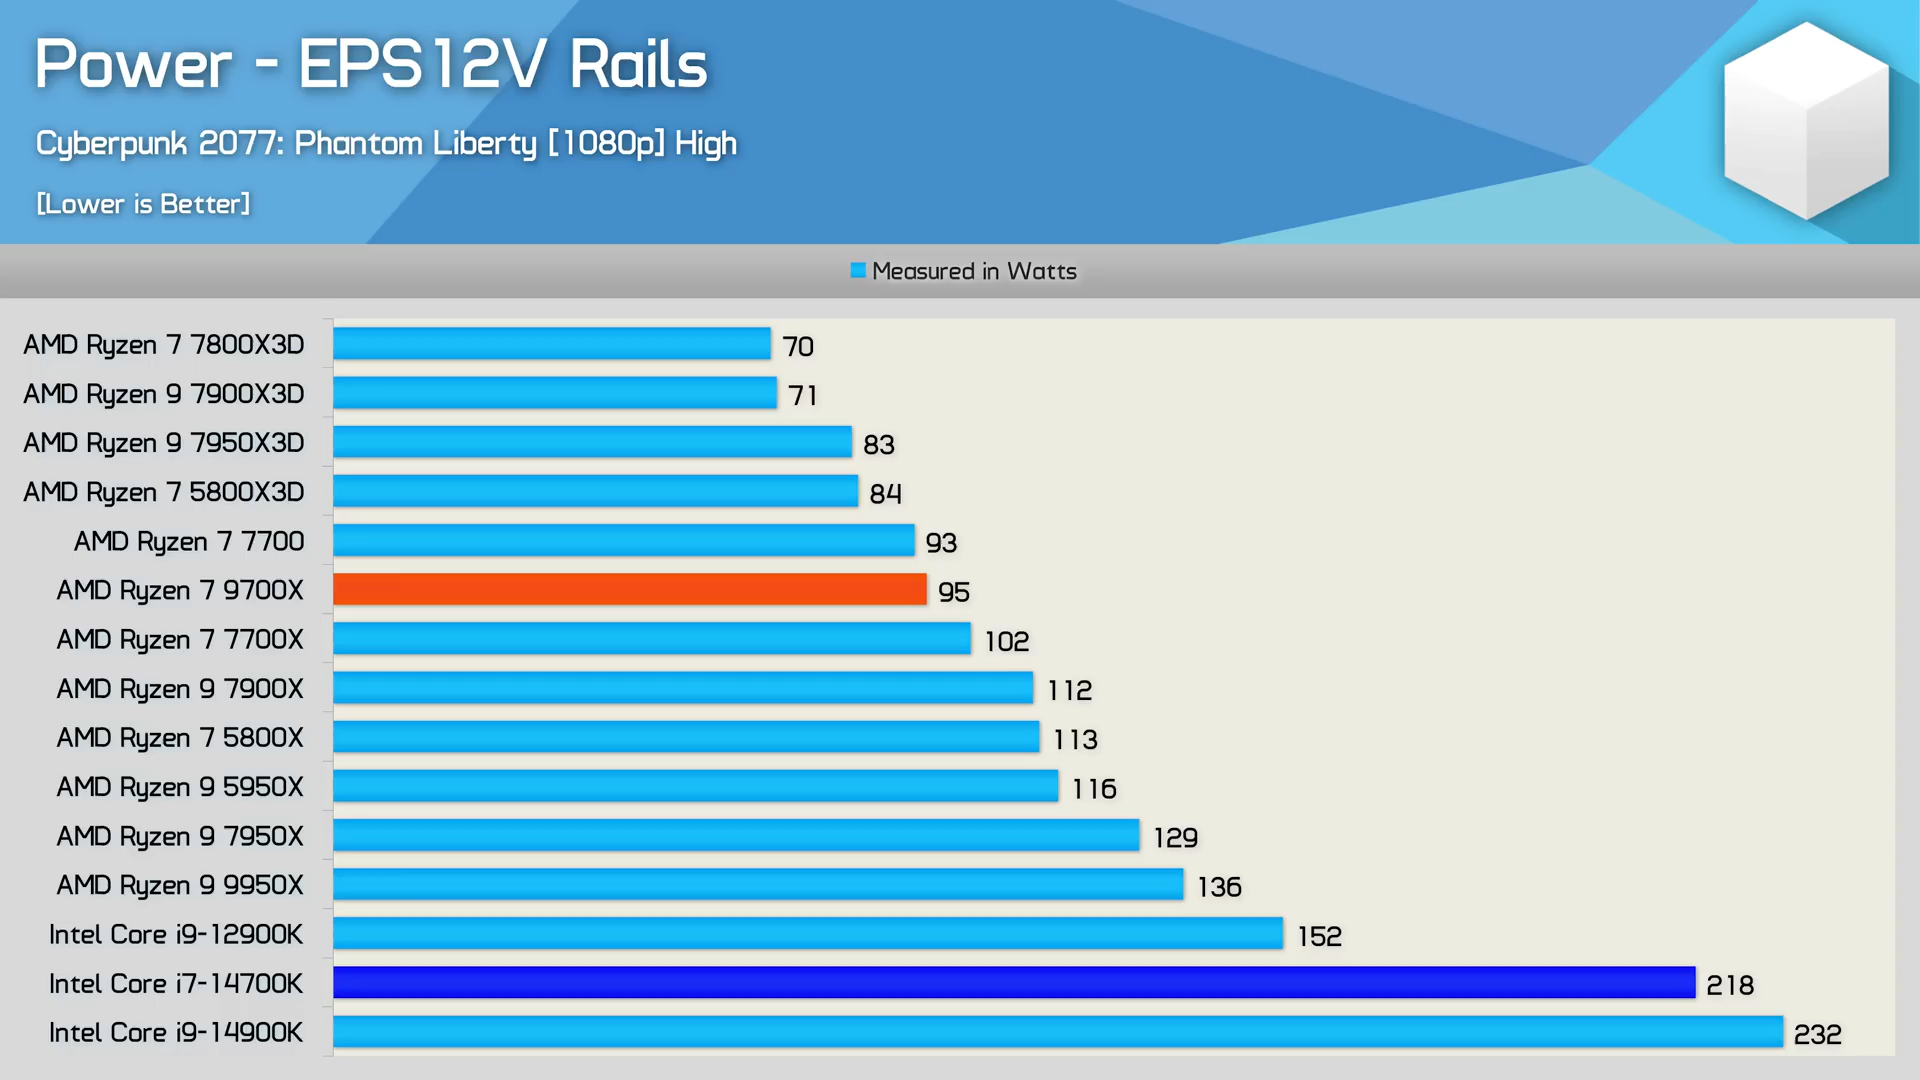 Power - EPS12V Rails
Cyberpunk 2077: Phantom Liberty [1080p] High
[Lower is Better]
Measured in Watts
AMD Ryzen 7 7800X3D 70
AMD Ryzen 9 7900X3D 71
AMD Ryzen 9 7950X3D 83
AMD Ryzen 7 5800X3D 84
AMD Ryzen 7 7700 93
AMD Ryzen 7 9700X 95
AMD Ryzen 7 7700X 102
AMD Ryzen 9 7900X 112
AMD Ryzen 7 5800X 113
AMD Ryzen 9 5950X 116
AMD Ryzen 9 7950X 129
AMD Ryzen 9 9950X 136
Intel Core i9-12900K 152
Intel Core i7-14700K 218
Intel Core i9-14900K 232